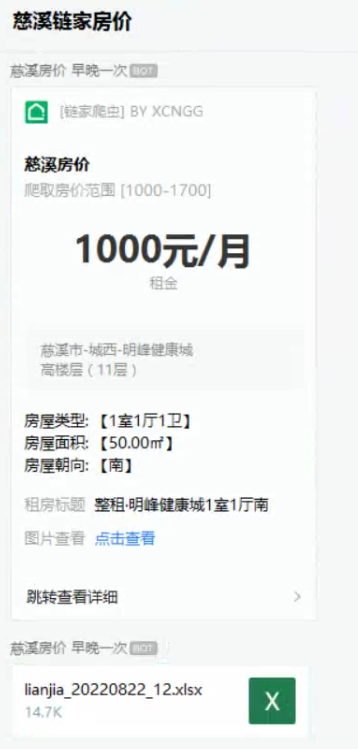 慈溪链家房价
慈溪房价 早晚一次 BOT
[链家爬虫] BY XCNGG
慈溪房价
爬取房价范围 [1000-1700]
1000元/月
租金
慈溪市-城西-明峰健康城
高楼层（11层）
房屋类型: 【1室1厅1卫】
房屋面积: 【50.00㎡】
房屋朝向: 【南】
租房标题 整租·明峰健康城1室1厅南
图片查看 点击查看
跳转查看详细
慈溪房价 早晚一次 BOT
lianjia_20220822_12.xlsx
14.7K
X